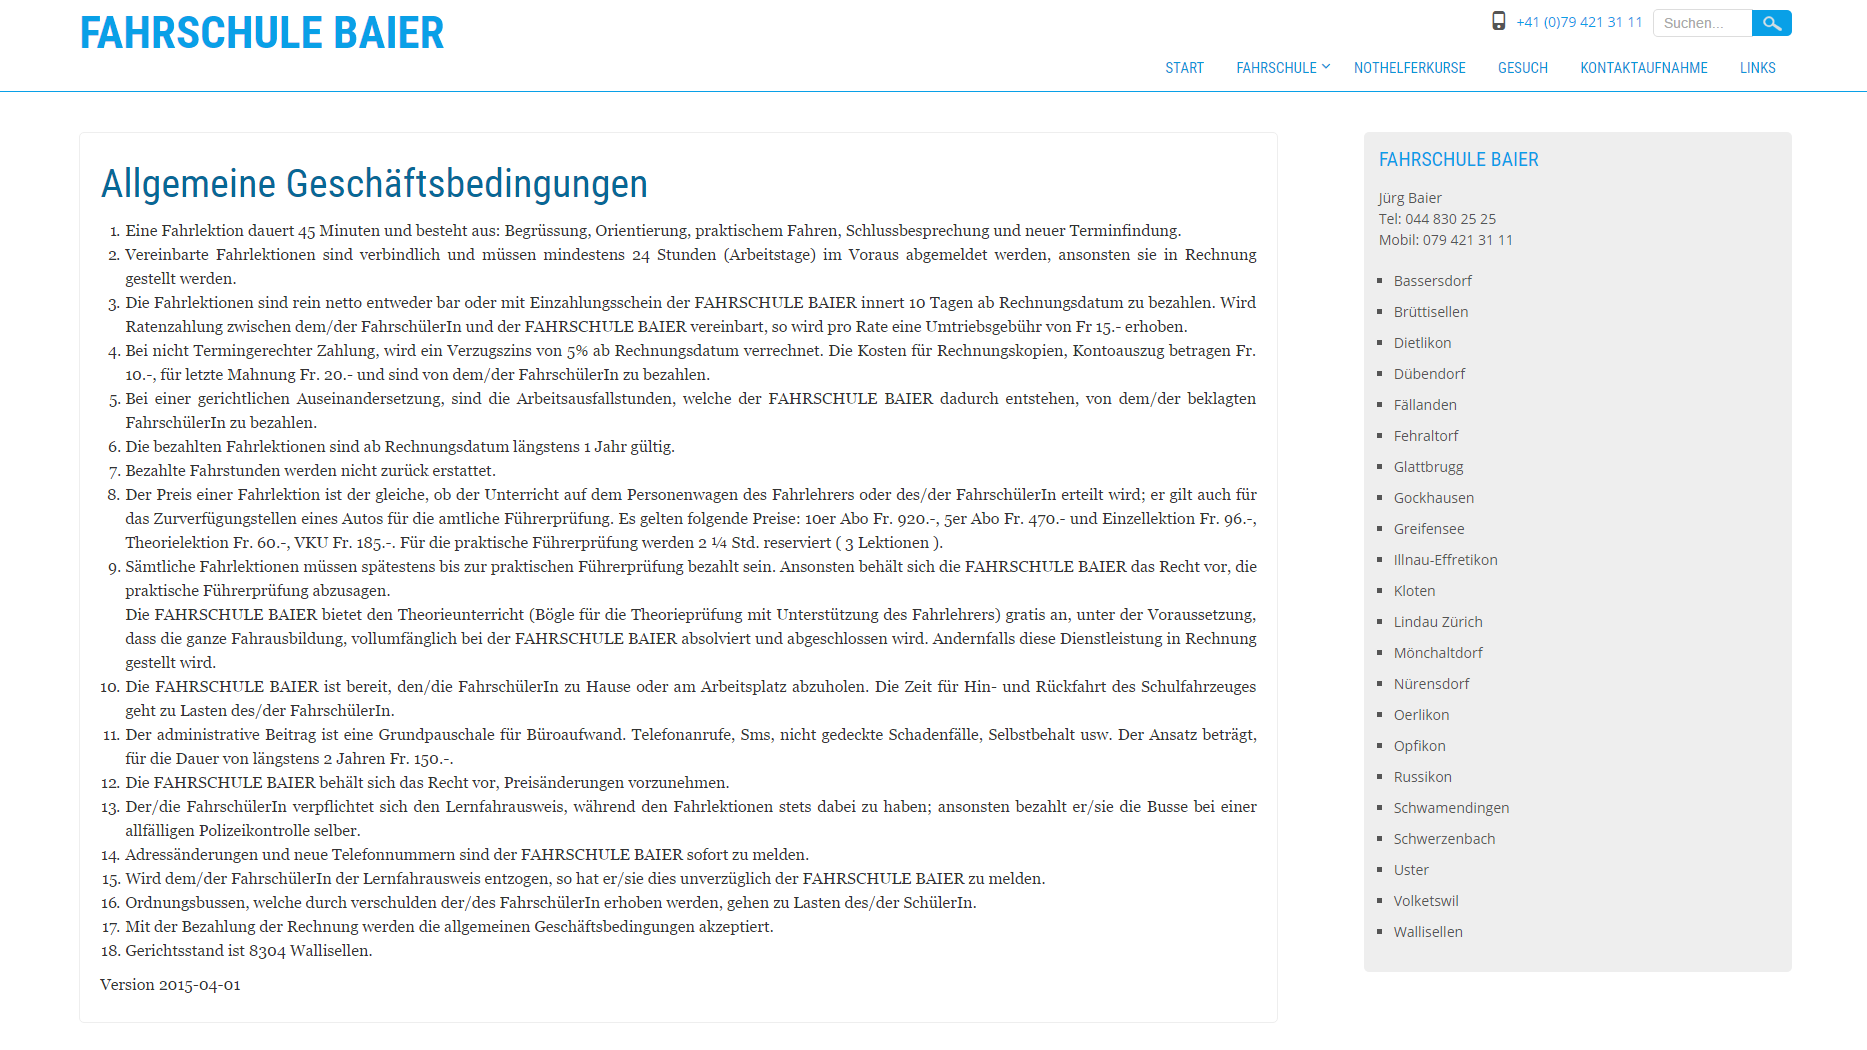 FAHRSCHULE BAIER
+41 (0)79 421 31 11
Suchen...
START FAHRSCHULE NOTHELFERKURSE GESUCH KONTAKTAUFNAHME LINKS
Allgemeine Geschäftsbedingungen
1. Eine Fahrlektion dauert 45 Minuten und besteht aus: Begrüssung, Orientierung, praktischem Fahren, Schlussbesprechung und neuer Terminfindung.
2. Vereinbarte Fahrlektionen sind verbindlich und müssen mindestens 24 Stunden (Arbeitstage) im Voraus abgemeldet werden, ansonsten sie in Rechnung
gestellt werden.
3. Die Fahrlektionen sind rein netto entweder bar oder mit Einzahlungsschein der FAHRSCHULE BAIER innert 10 Tagen ab Rechnungsdatum zu bezahlen. Wird
Ratenzahlung zwischen dem/der FahrschülerIn und der FAHRSCHULE BAIER vereinbart, so wird pro Rate eine Umtriebsgebühr von Fr 15.- erhoben.
4. Bei nicht Termingerechter Zahlung, wird ein Verzugszins von 5% ab Rechnungsdatum verrechnet. Die Kosten für Rechnungskopien, Kontoauszug betragen Fr.
10.-, für letzte Mahnung Fr. 20.- und sind von dem/der FahrschülerIn zu bezahlen.
5. Bei einer gerichtlichen Auseinandersetzung, sind die Arbeitsausfallstunden, welche der FAHRSCHULE BAIER dadurch entstehen, von dem/der beklagten
FahrschülerIn zu bezahlen.
6. Die bezahlten Fahrlektionen sind ab Rechnungsdatum längstens 1 Jahr gültig.
7. Bezahlte Fahrstunden werden nicht zurück erstattet.
8. Der Preis einer Fahrlektion ist der gleiche, ob der Unterricht auf dem Personenwagen des Fahrlehrers oder des/der FahrschülerIn erteilt wird; er gilt auch für
das Zurverfügungstellen eines Autos für die amtliche Führerprüfung. Es gelten folgende Preise: 10er Abo Fr. 920.-, 5er Abo Fr. 470.- und Einzellektion Fr. 96.-,
Theorielektion Fr. 60.-, VKU Fr. 185.-. Für die praktische Führerprüfung werden 2 ¼ Std. reserviert ( 3 Lektionen ).
9. Sämtliche Fahrlektionen müssen spätestens bis zur praktischen Führerprüfung bezahlt sein. Ansonsten behält sich die FAHRSCHULE BAIER das Recht vor, die
praktische Führerprüfung abzusagen.
Die FAHRSCHULE BAIER bietet den Theorieunterricht (Bögle für die Theorieprüfung mit Unterstützung des Fahrlehrers) gratis an, unter der Voraussetzung,
dass die ganze Fahrausbildung, vollumfänglich bei der FAHRSCHULE BAIER absolviert und abgeschlossen wird. Andernfalls diese Dienstleistung in Rechnung
gestellt wird.
10. Die FAHRSCHULE BAIER ist bereit, den/die FahrschülerIn zu Hause oder am Arbeitsplatz abzuholen. Die Zeit für Hin- und Rückfahrt des Schulfahrzeuges
geht zu Lasten des/der FahrschülerIn.
11. Der administrative Beitrag ist eine Grundpauschale für Büroaufwand. Telefonanrufe, Sms, nicht gedeckte Schadenfälle, Selbstbehalt usw. Der Ansatz beträgt,
für die Dauer von längstens 2 Jahren Fr. 150.-.
12. Die FAHRSCHULE BAIER behält sich das Recht vor, Preisänderungen vorzunehmen.
13. Der/die FahrschülerIn verpflichtet sich den Lernfahrausweis, während den Fahrlektionen stets dabei zu haben; ansonsten bezahlt er/sie die Busse bei einer
allfälligen Polizeikontrolle selber.
14. Adressänderungen und neue Telefonnummern sind der FAHRSCHULE BAIER sofort zu melden.
15. Wird dem/der FahrschülerIn der Lernfahrausweis entzogen, so hat er/sie dies unverzüglich der FAHRSCHULE BAIER zu melden.
16. Ordnungsbussen, welche durch verschulden der/des FahrschülerIn erhoben werden, gehen zu Lasten des/der SchülerIn.
17. Mit der Bezahlung der Rechnung werden die allgemeinen Geschäftsbedingungen akzeptiert.
18. Gerichtsstand ist 8304 Wallisellen.
Version 2015-04-01
FAHRSCHULE BAIER
Jürg Baier
Tel: 044 830 25 25
Mobil: 079 421 31 11
Bassersdorf
Brüttisellen
Dietlikon
Dübendorf
Fällanden
Fehraltorf
Glattbrugg
Gockhausen
Greifensee
Illnau-Effretikon
Kloten
Lindau Zürich
Mönchaltdorf
Nürensdorf
Oerlikon
Opfikon
Russikon
Schwamendingen
Schwerzenbach
Uster
Volketswil
Wallisellen